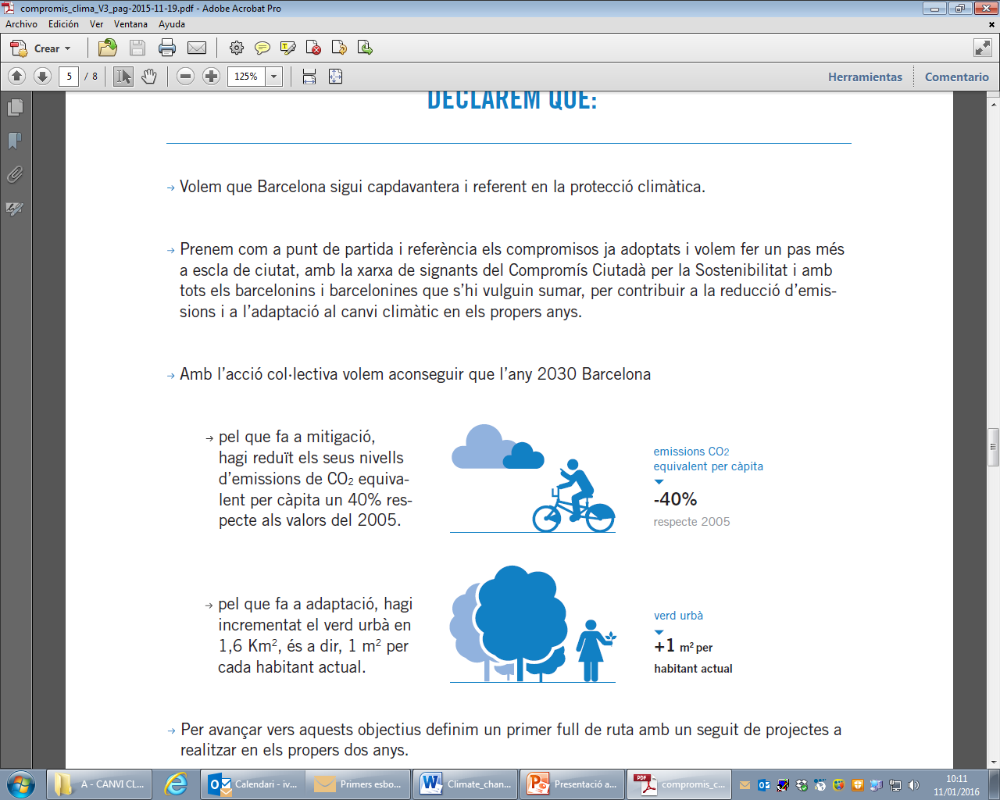 compromis_clima_V3_pag-2015-11-19.pdf - Adobe Acrobat Pro
Archivo Edición Ver Ventana Ayuda
Crear
5 / 8 125% Herramientas Comentario
DECLAREM QUE:
→ Volem que Barcelona sigui capdavantera i referent en la protecció climàtica.
→ Prenem com a punt de partida i referència els compromisos ja adoptats i volem fer un pas més
a escla de ciutat, amb la xarxa de signants del Compromís Ciutadà per la Sostenibilitat i amb
tots els barcelonins i barcelonines que s’hi vulguin sumar, per contribuir a la reducció d’emis-
sions i a l’adaptació al canvi climàtic en els propers anys.
→ Amb l’acció col·lectiva volem aconseguir que l’any 2030 Barcelona
→ pel que fa a mitigació,
hagi reduït els seus nivells
d’emissions de CO₂ equiva-
lent per càpita un 40% res-
pecte als valors del 2005.
emissions CO₂
equivalent per càpita
-40%
respecte 2005
→ pel que fa a adaptació, hagi
incrementat el verd urbà en
1,6 Km², és a dir, 1 m² per
cada habitant actual.
verd urbà
+1 m² per
habitant actual
→ Per avançar vers aquests objectius definim un primer full de ruta amb un seguit de projectes a
realitzar en els propers dos anys.
A - CANVI CL... Calendari - iv... Primers esbo... Climate_chan... Presentació a... compromis_c...
10:11
11/01/2016